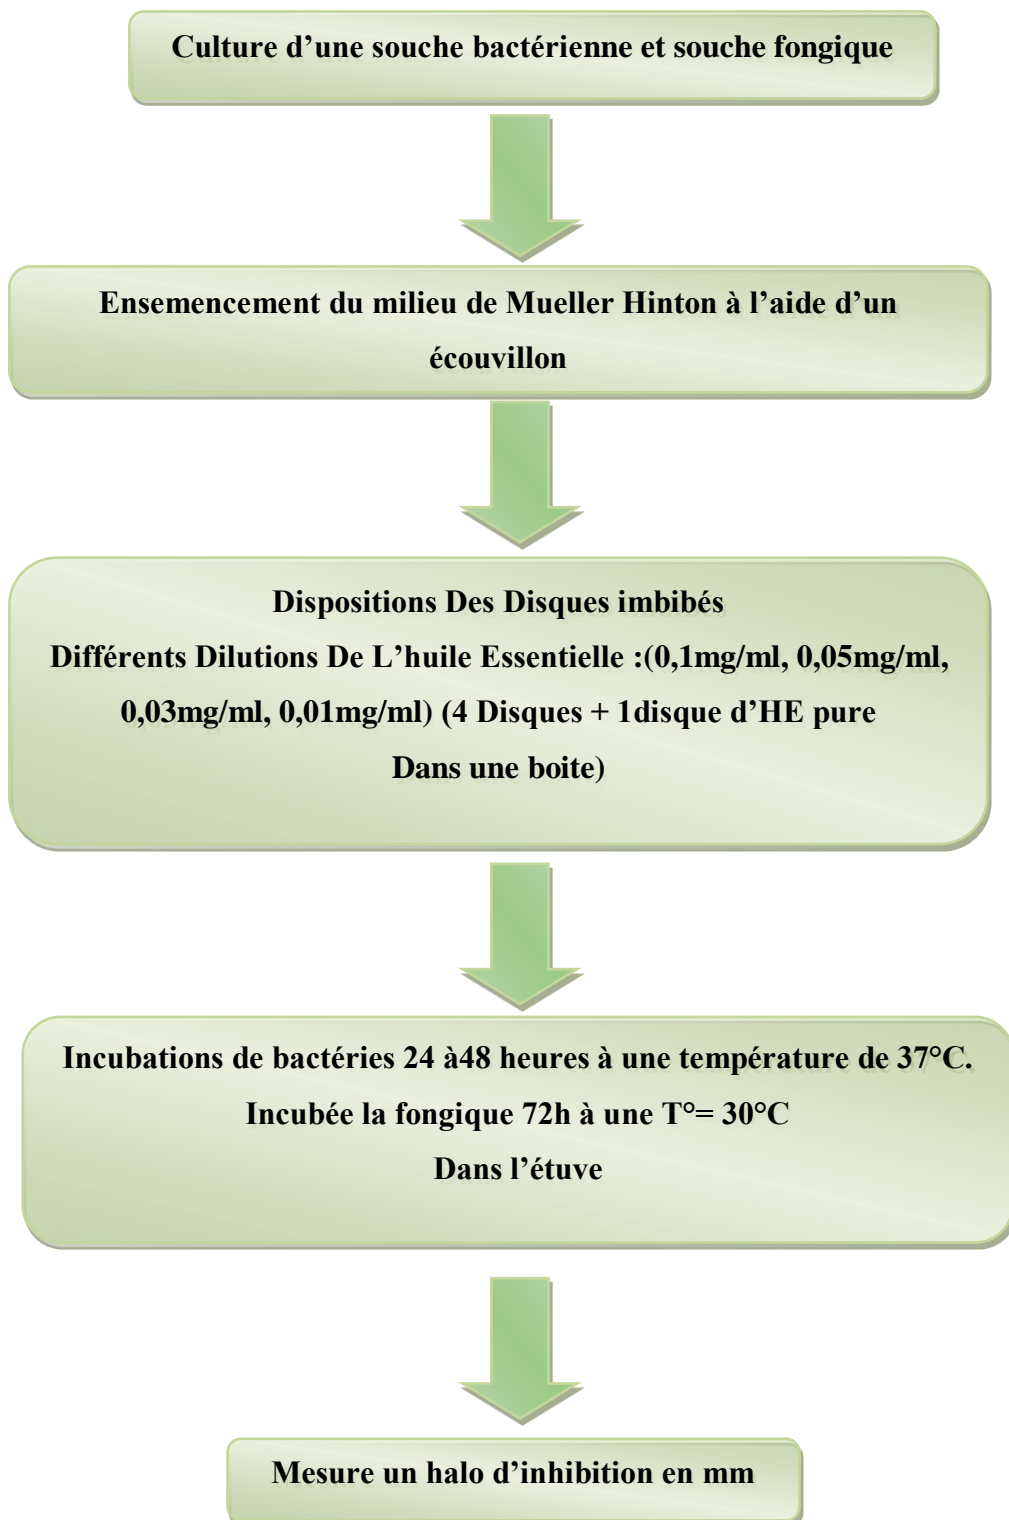 Culture d’une souche bactérienne et souche fongique
Ensemencement du milieu de Mueller Hinton à l’aide d’un
écouvillon
Dispositions Des Disques imbibés
Différents Dilutions De L’huile Essentielle :(0,1mg/ml, 0,05mg/ml,
0,03mg/ml, 0,01mg/ml) (4 Disques + 1disque d’HE pure
Dans une boite)
Incubations de bactéries 24 à48 heures à une température de 37°C.
Incubée la fongique 72h à une T°= 30°C
Dans l’étuve
Mesure un halo d’inhibition en mm